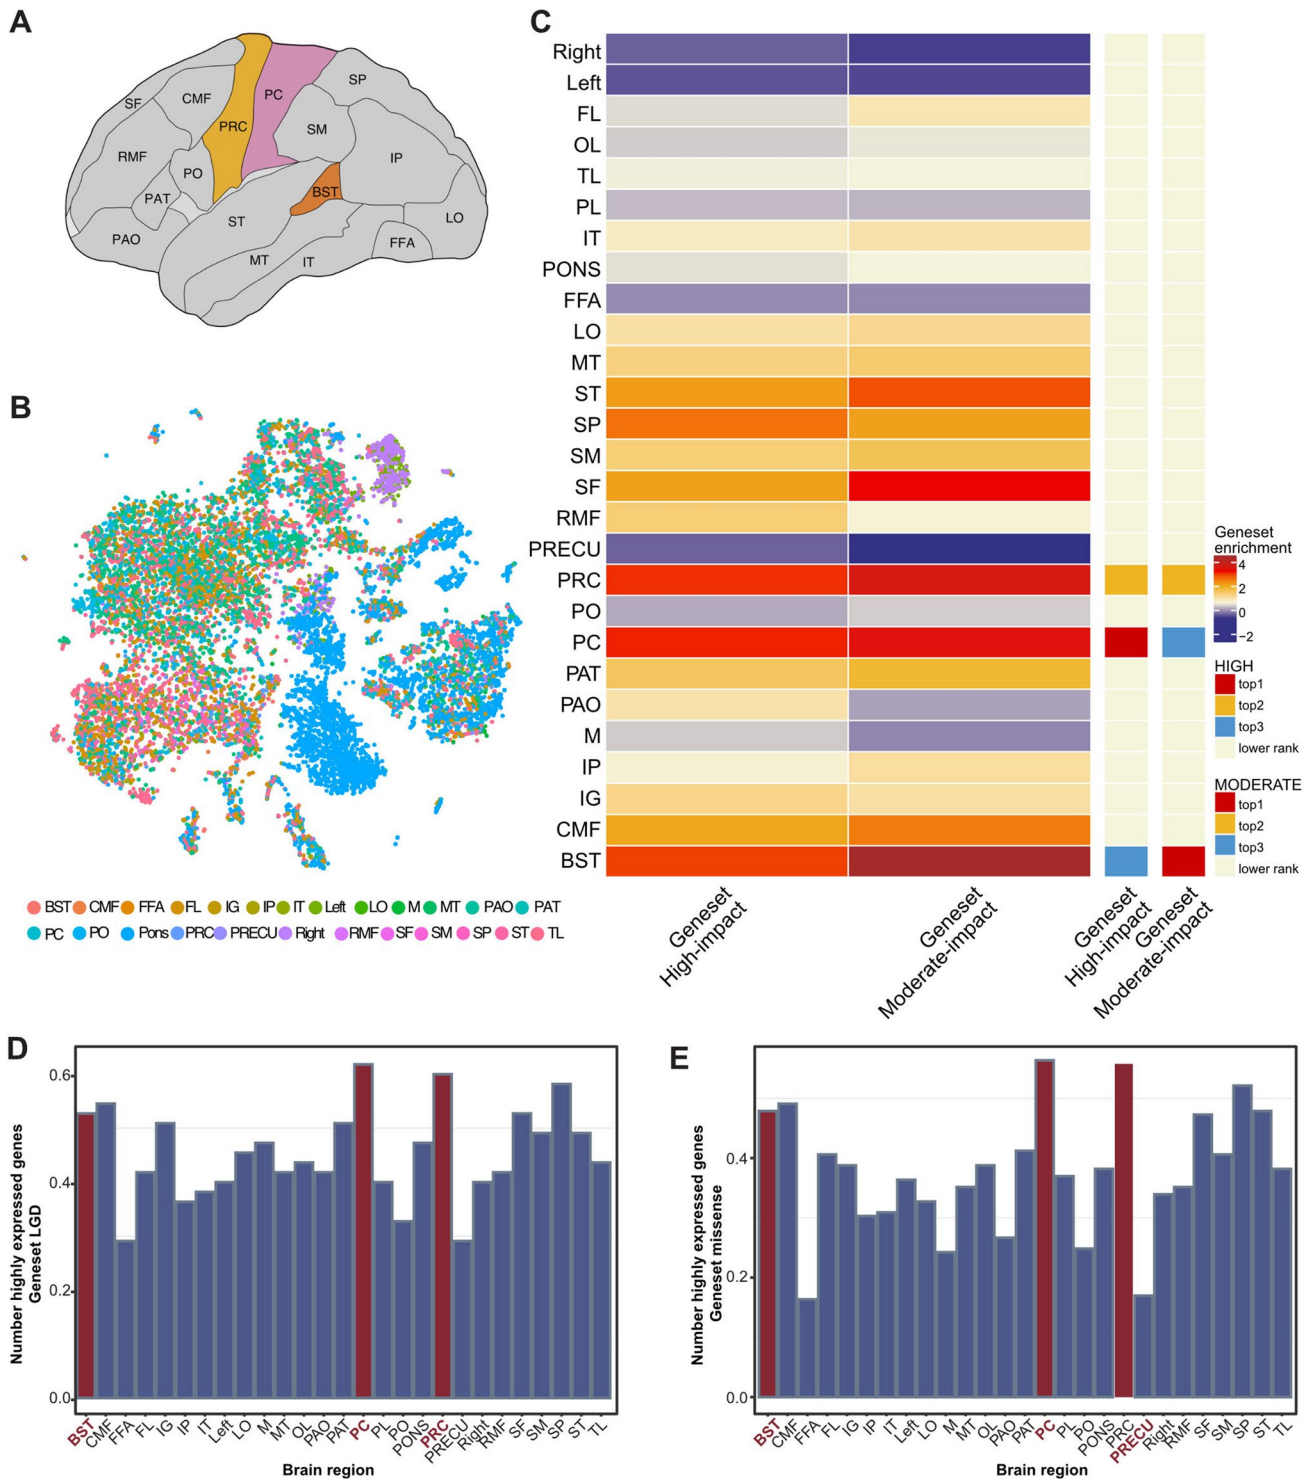 A
SF
CMF
PRC
PC
SP
SM
RMF
PO
IP
PAT
BST
ST
LO
PAO
FFA
MT
IT
B
BST CMF FFA FL IG IP IT Left LO M MT PAO PAT
PC PO Pons PRC PRECU Right RMF SF SM SP ST TL
C
Right
Left
FL
OL
TL
PL
IT
PONS
FFA
LO
MT
ST
SP
SM
SF
RMF
PRECU
PRC
PO
PC
PAT
PAO
M
IP
IG
CMF
BST
Geneset
High-impact
Geneset
Moderate-impact
Geneset
High-impact
Geneset
Moderate-impact
Geneset
enrichment
4
2
0
−2
HIGH
top1
top2
top3
lower rank
MODERATE
top1
top2
top3
lower rank
D
Number highly expressed genes
Geneset LGD
0.6
0.4
0.2
0.0
BST CMF FFA FL IG IP IT Left LO M MT OL PAO PAT PC PL PO PONS PRC PRECU Right RMF SF SM SP ST TL
Brain region
E
Number highly expressed genes
Geneset missense
0.4
0.2
0.0
BST CMF FFA FL IG IP IT Left LO M MT OL PAO PAT PC PL PO PONS PRC PRECU Right RMF SF SM SP ST TL
Brain region